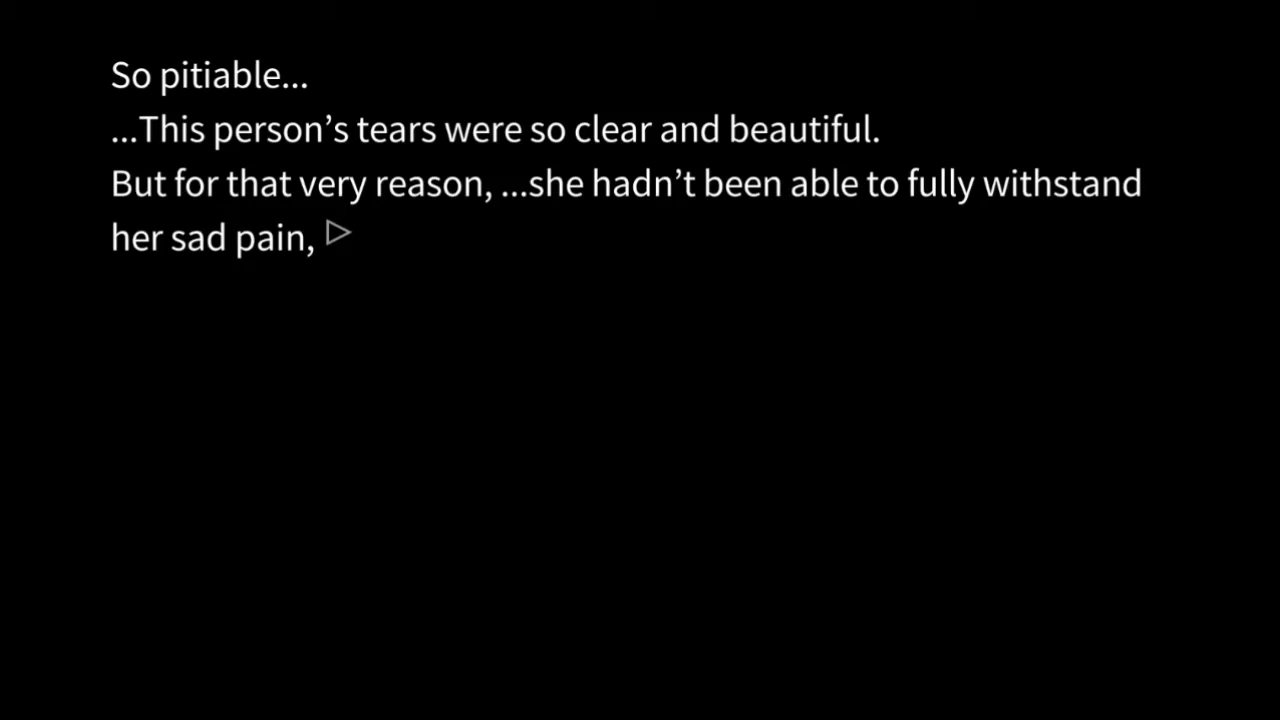 So pitiable...
...This person’s tears were so clear and beautiful.
But for that very reason, ...she hadn’t been able to fully withstand
her sad pain,